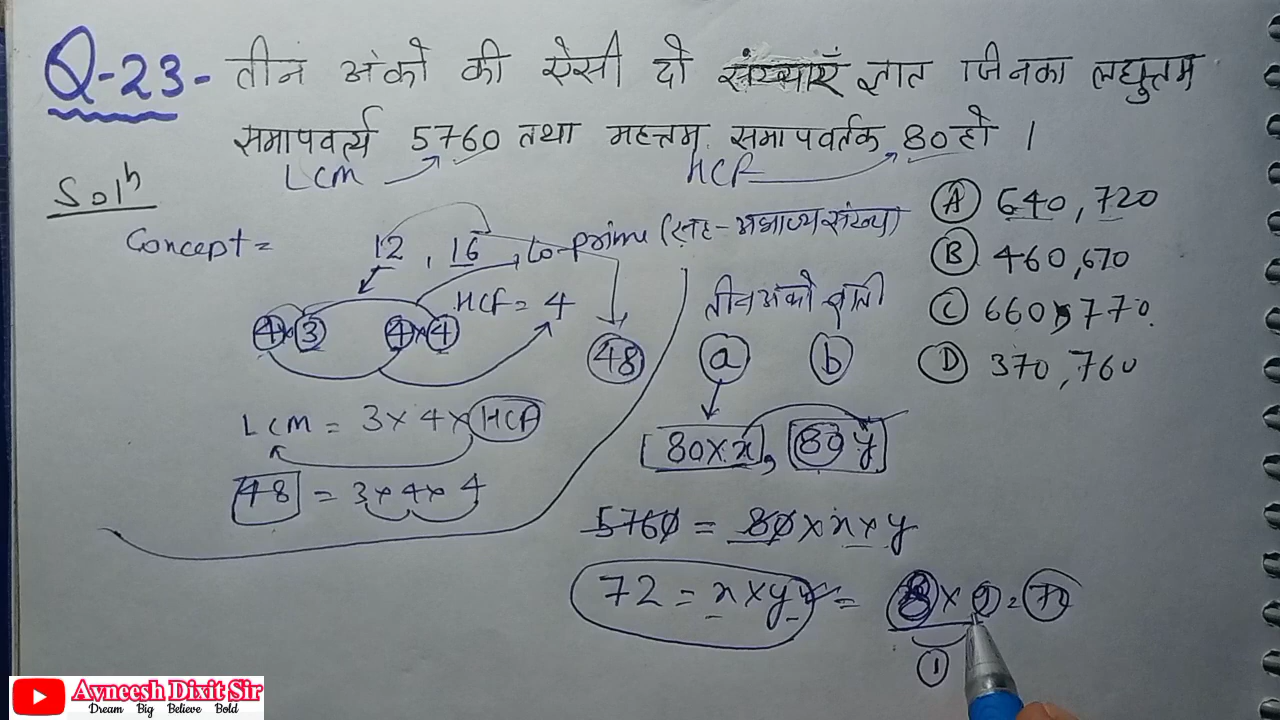 Q-23- तीन अंको की ऐसी दो संख्याएँ ज्ञात जिनका लघुत्तम
समापवर्त्य 5760 तथा महत्तम समापवर्तक 80 हो ।
LCM HCF
Solⁿ
Concept = 12, 16, Co-prime (सह-अभाज्य संख्या)
HCF = 4
4×3 4×4
48
LCM = 3×4×HCF
48 = 3×4×4
तीन अंको वाली
a b
80×x, 80y
5760 = 80×x×y
72 = x×y = 8×9 = 72
1
(A) 640, 720
(B) 460, 670
(C) 660, 770
(D) 370, 760
Avneesh Dixit Sir
Dream Big Believe Bold